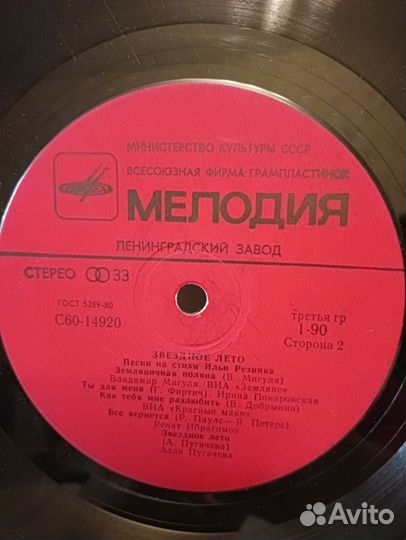 МИНИСТЕРСТВО КУЛЬТУРЫ СССР
ВСЕСОЮЗНАЯ ФИРМА ГРАМПЛАСТИНОК
МЕЛОДИЯ
ЛЕНИНГРАДСКИЙ ЗАВОД
СТЕРЕО 33
ГОСТ 5289-80
С60-14920
третья гр
1-90
Сторона 2
ЗВЕЗДНОЕ ЛЕТО
Песни на стихи Ильи Резника
Земляничная поляна (В. Мигуля)
Владимир Мигуля, ВИА «Земляне»
Ты для меня (Г. Фиртич), Ирина Понаровская
Как тебя мне разлюбить (В. Добрынин)
ВИА «Красные маки»
Все вернется (Р. Паулс — Я. Петерс)
Ренат Ибрагимов
Звездное лето
(А. Пугачева)
Алла Пугачева
Avito